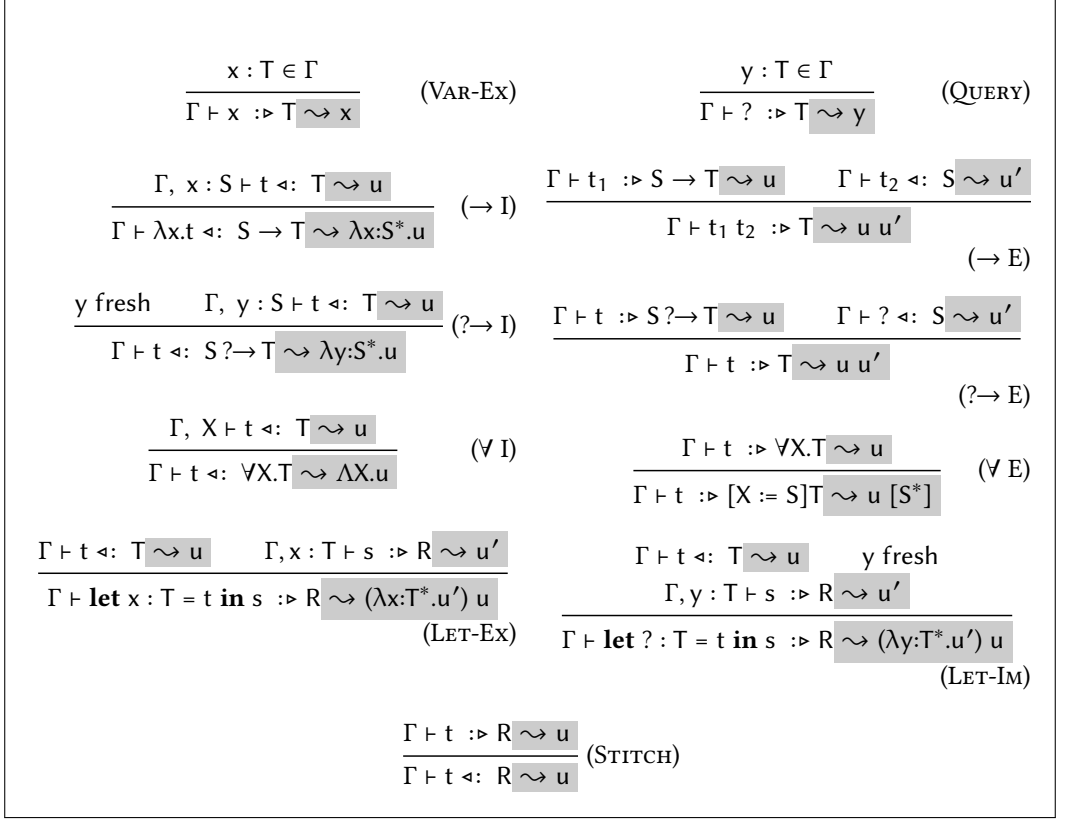 x : T ∈ Γ
Γ ⊢ x :▹ T ⤳ x
(Var-Ex)
y : T ∈ Γ
Γ ⊢ ? :▹ T ⤳ y
(Query)
Γ, x : S ⊢ t ◃: T ⤳ u
Γ ⊢ λx.t ◃: S → T ⤳ λx:S*.u
(→ I)
Γ ⊢ t₁ :▹ S → T ⤳ u Γ ⊢ t₂ ◃: S ⤳ u′
Γ ⊢ t₁ t₂ :▹ T ⤳ u u′
(→ E)
y fresh Γ, y : S ⊢ t ◃: T ⤳ u
Γ ⊢ t ◃: S ?→ T ⤳ λy:S*.u
(?→ I)
Γ ⊢ t :▹ S ?→ T ⤳ u Γ ⊢ ? ◃: S ⤳ u′
Γ ⊢ t :▹ T ⤳ u u′
(?→ E)
Γ, X ⊢ t ◃: T ⤳ u
Γ ⊢ t ◃: ∀X.T ⤳ ΛX.u
(∀ I)
Γ ⊢ t :▹ ∀X.T ⤳ u
Γ ⊢ t :▹ [X := S]T ⤳ u [S*]
(∀ E)
Γ ⊢ t ◃: T ⤳ u Γ, x : T ⊢ s :▹ R ⤳ u′
Γ ⊢ let x : T = t in s :▹ R ⤳ (λx:T*.u′) u
(Let-Ex)
Γ ⊢ t ◃: T ⤳ u y fresh
Γ, y : T ⊢ s :▹ R ⤳ u′
Γ ⊢ let ? : T = t in s :▹ R ⤳ (λy:T*.u′) u
(Let-Im)
Γ ⊢ t :▹ R ⤳ u
Γ ⊢ t ◃: R ⤳ u
(Stitch)